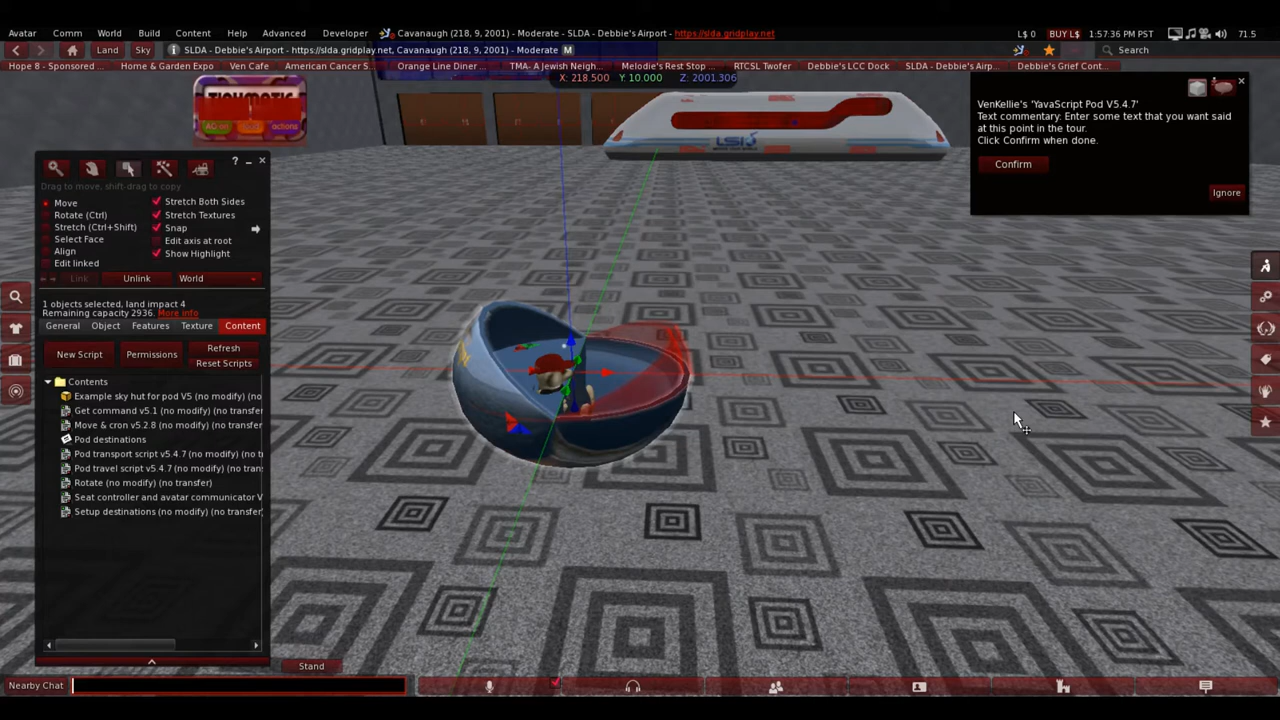 Avatar Comm World Build Content Help Advanced Developer Cavanaugh (218, 9, 2001) - Moderate - SLDA - Debbie's Airport - https://slda.gridplay.net L$ 0 BUY L$ 1:57:36 PM PST 71.5
Land Sky SLDA - Debbie's Airport - https://slda.gridplay.net, Cavanaugh (218, 9, 2001) - Moderate M Search
Hope 8 - Sponsored ... Home & Garden Expo Ven Cafe American Cancer S... Orange Line Diner ... TMA- A Jewish Neigh... Melode's Rest Stop ... RTCSL Twofer Debbie's LCC Dock SLDA - Debbie's Airp... Debbie's Grief Cont...
X: 218.500 Y: 10.000 Z: 2001.306
actions
LSI
VenKellie's 'YavaScript Pod V5.4.7'
Text commentary: Enter some text that you want said
at this point in the tour.
Click Confirm when done.
Confirm
Ignore
? 
Drag to move, shift-drag to copy
Move
Rotate (Ctrl)
Stretch (Ctrl+Shift)
Select Face
Align
Edit linked
Stretch Both Sides
Stretch Textures
Snap
Edit axis at root
Show Highlight
Link Unlink World
1 objects selected, land impact 4
Remaining capacity 2936. More info
General Object Features Texture Content
New Script Permissions Refresh
Reset Scripts
Contents
Example sky hut for pod V5 (no modify) (no
Get command v5.1 (no modify) (no transfer)
Move & cron v5.2.8 (no modify) (no transfer
Pod destinations
Pod transport script v5.4.7 (no modify) (no
Pod travel script v5.4.7 (no modify) (no tran
Rotate (no modify) (no transfer)
Seat controller and avatar communicator V
Setup destinations (no modify) (no transfer)
Stand
Nearby Chat